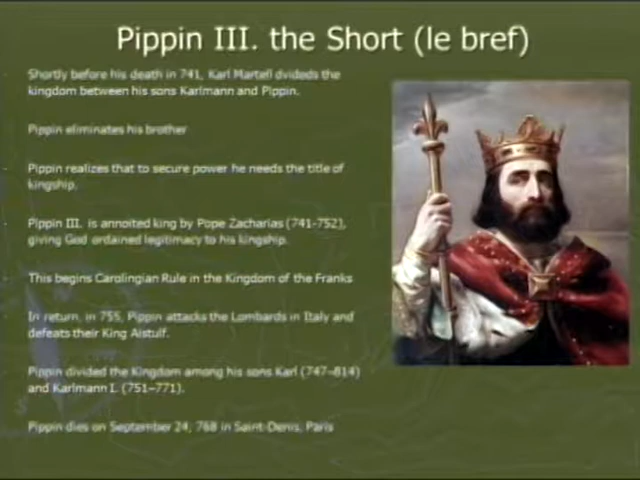 Pippin III. the Short (le bref)
Shortly before his death in 741, Karl Martell dvideds the
kingdom between his sons Karlmann and Pippin.
Pippin eliminates his brother
Pippin realizes that to secure power he needs the title of
kingship.
Pippin III. is annoited king by Pope Zacharias (741-752),
giving God ordained legitimacy to his kingship.
This begins Carolingian Rule in the Kingdom of the Franks
In return, in 755, Pippin attacks the Lombards in Italy and
defeats their King Aistulf.
Pippin divided the Kingdom among his sons Karl (747–814)
and Karlmann I. (751–771).
Pippin dies on September 24, 768 in Saint-Denis, Paris